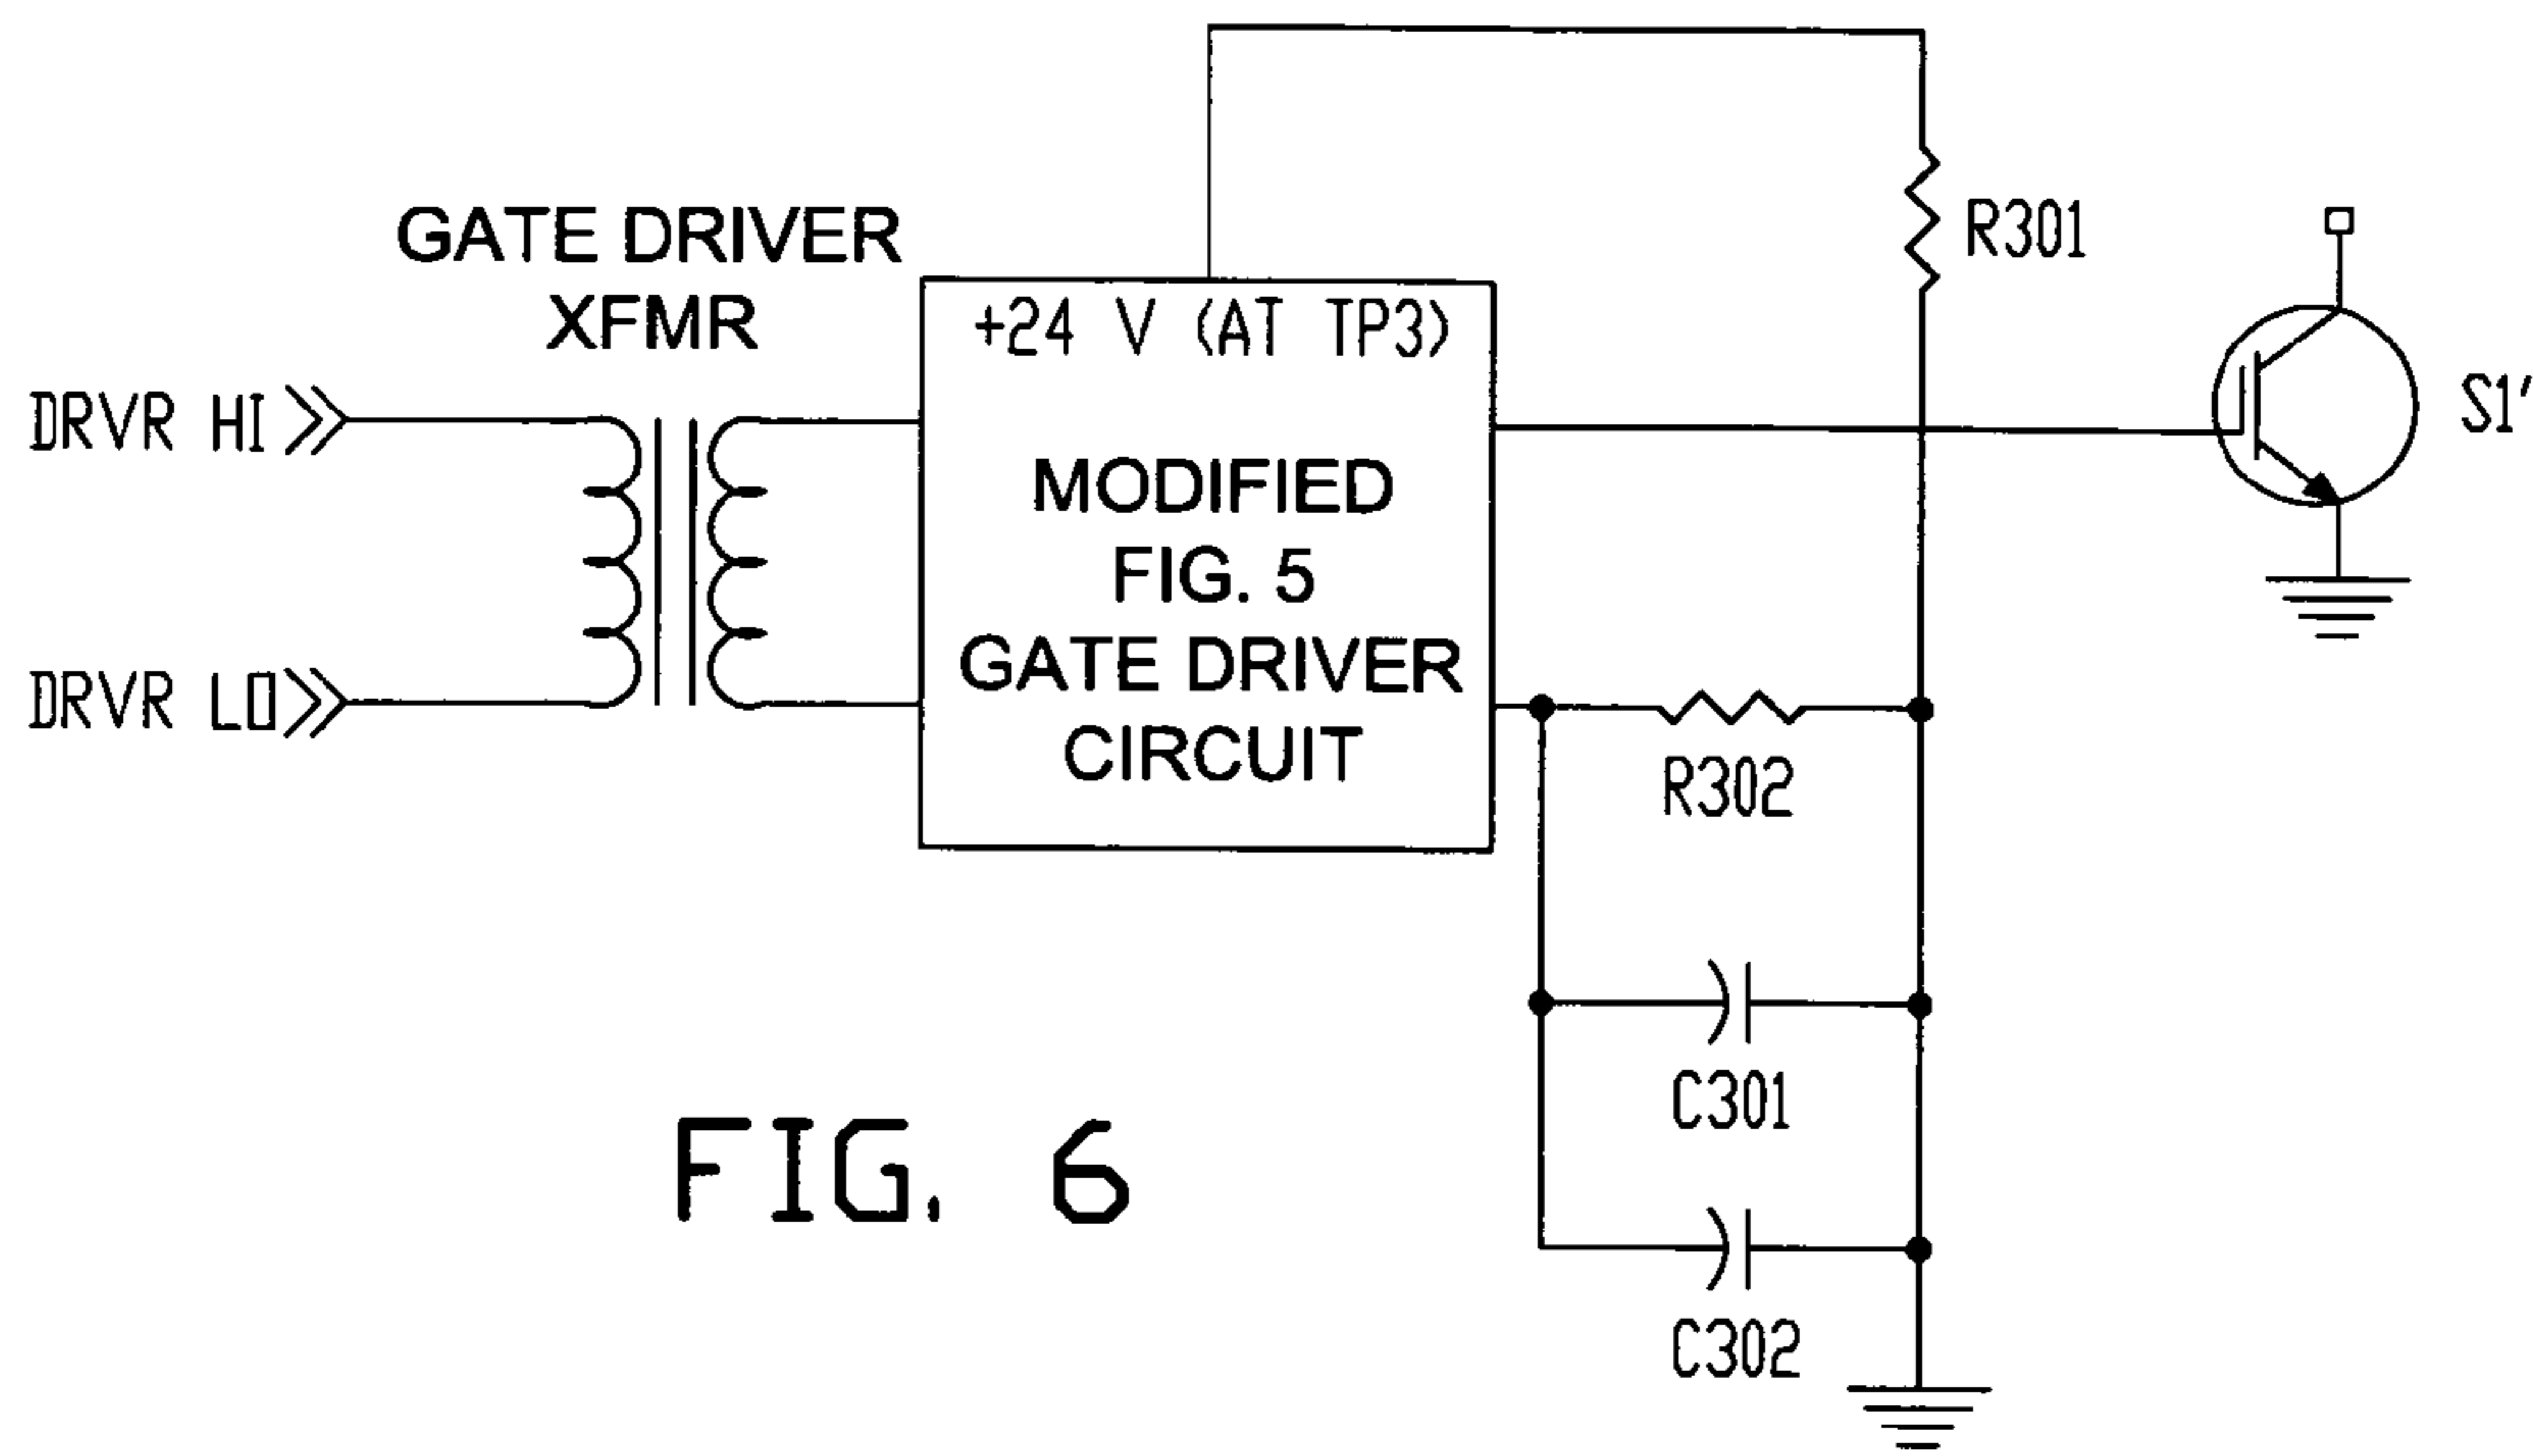 GATE DRIVER
XFMR
DRVR HI
DRVR LO
+24 V (AT TP3)
MODIFIED
FIG. 5
GATE DRIVER
CIRCUIT
R301
S1'
R302
C301
C302
FIG. 6